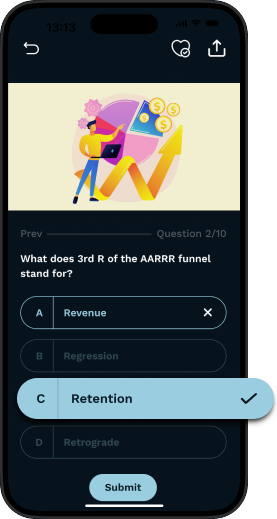 13:13
Prev
Question 2/10
What does 3rd R of the AARRR funnel
stand for?
A Revenue
B Regression
C Retention
D Retrograde
Submit